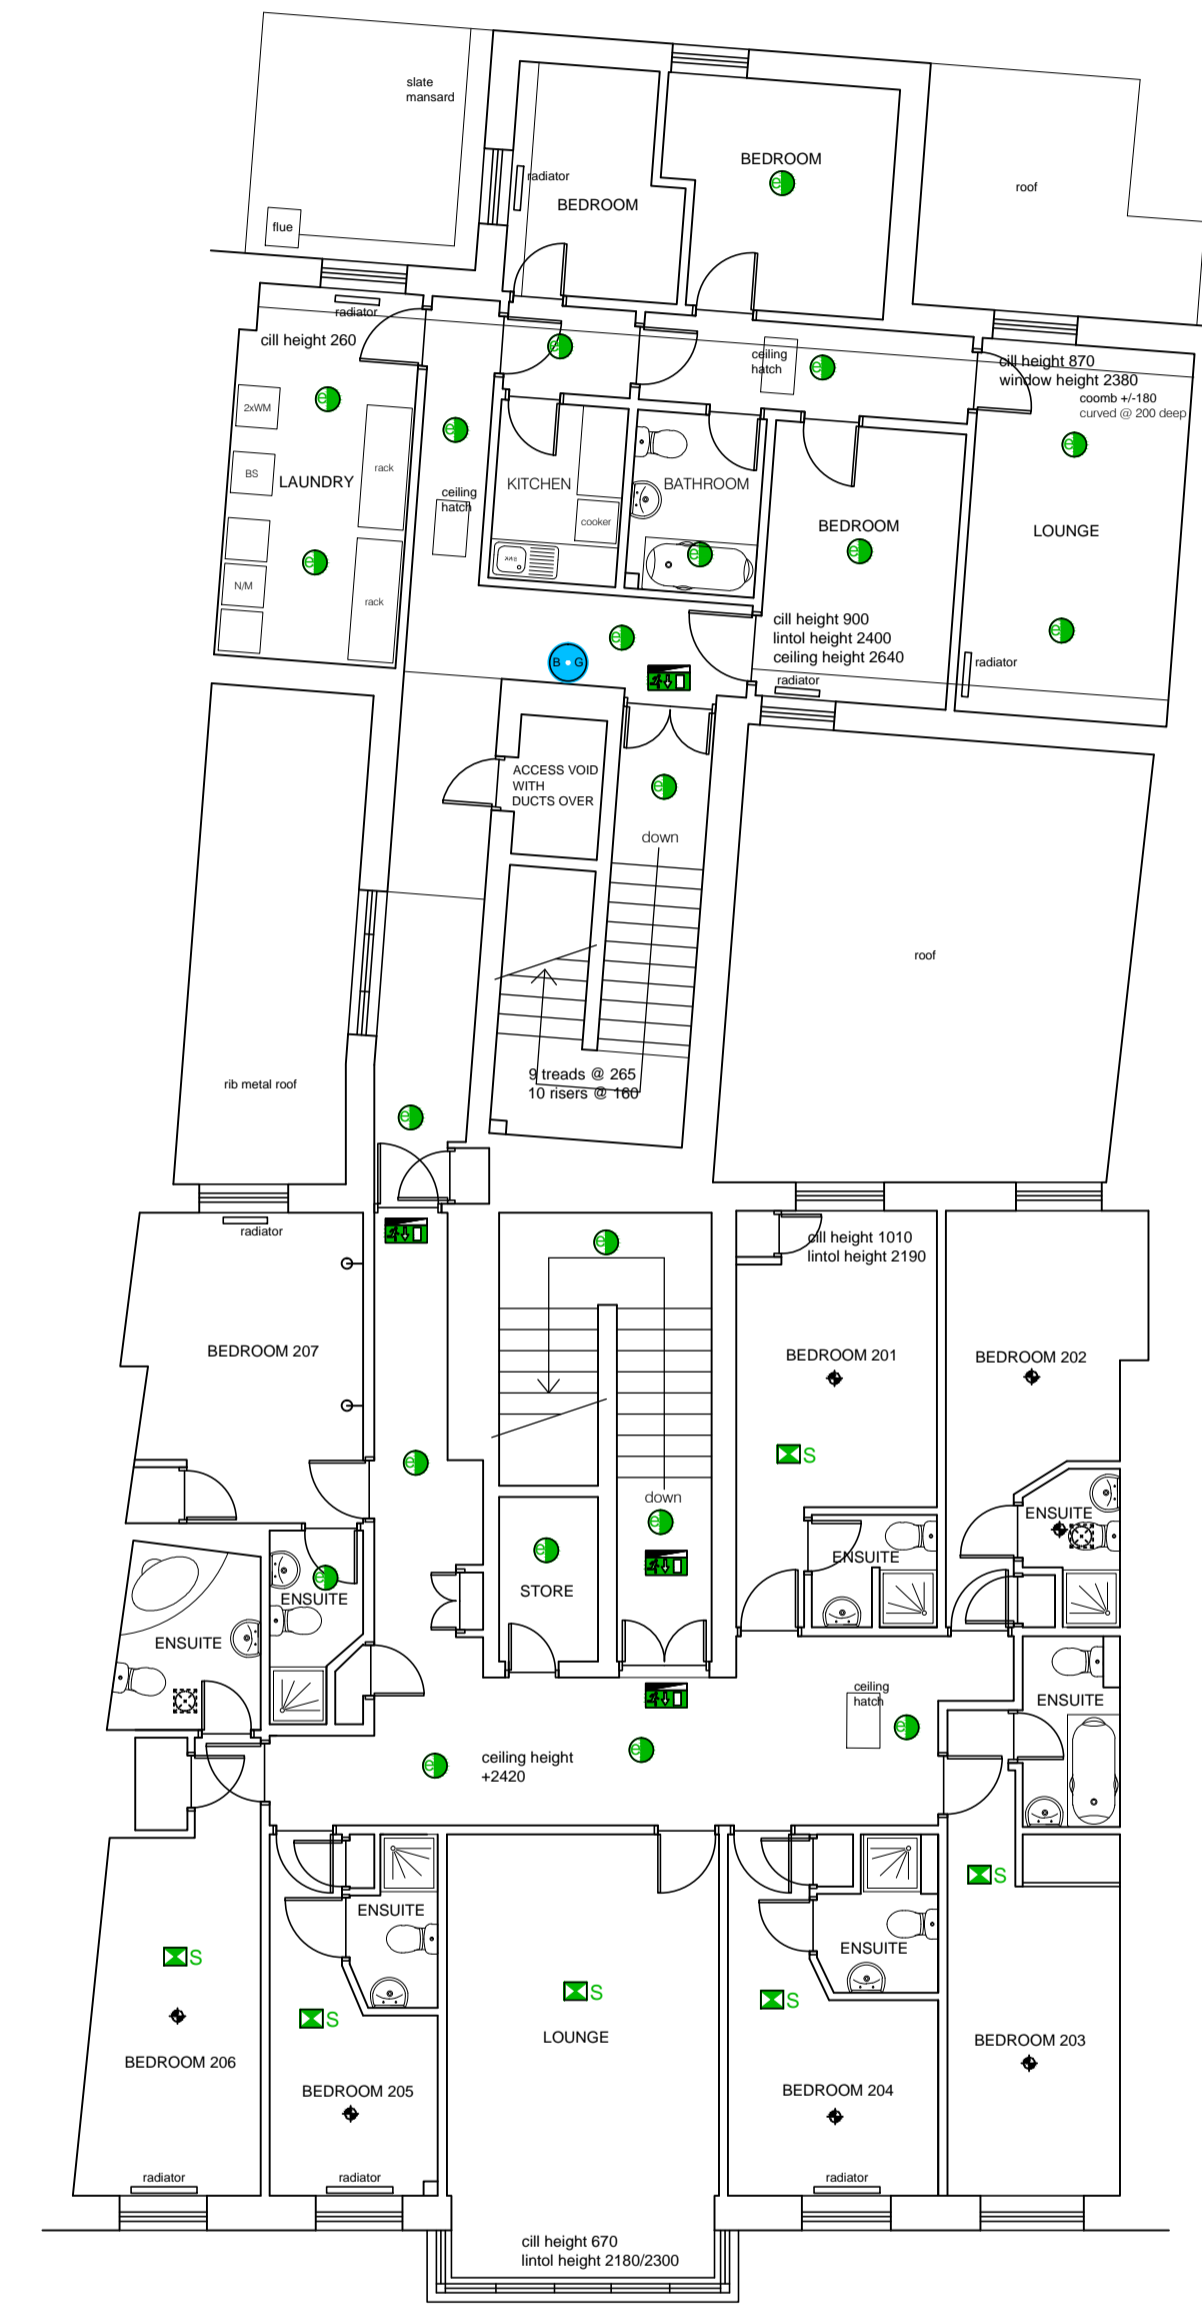 slate
mansard
BEDROOM
e
roof
radiator
BEDROOM
flue
radiator
cill height 260
e
ceiling
hatch
e
cill height 870
window height 2380
coomb +/-180
curved @ 200 deep
2xWM
e
e
e
rack
BS
LAUNDRY
ceiling
hatch
KITCHEN
BATHROOM
cooker
BEDROOM
LOUNGE
e
e
e
N/M
rack
cill height 900
lintol height 2400
ceiling height 2640
e
e
B G
radiator
radiator
ACCESS VOID
WITH
DUCTS OVER
e
down
roof
9 treads @ 265
10 risers @ 160
rib metal roof
e
radiator
e
cill height 1010
lintol height 2190
BEDROOM 207
BEDROOM 201
BEDROOM 202
S
e
down
e
ENSUITE
e
STORE
ENSUITE
e
ENSUITE
ENSUITE
ceiling
hatch
ENSUITE
e
e
e
ceiling height
+2420
S
ENSUITE
ENSUITE
S
S
S
S
LOUNGE
BEDROOM 203
BEDROOM 206
BEDROOM 205
BEDROOM 204
radiator
radiator
radiator
cill height 670
lintol height 2180/2300